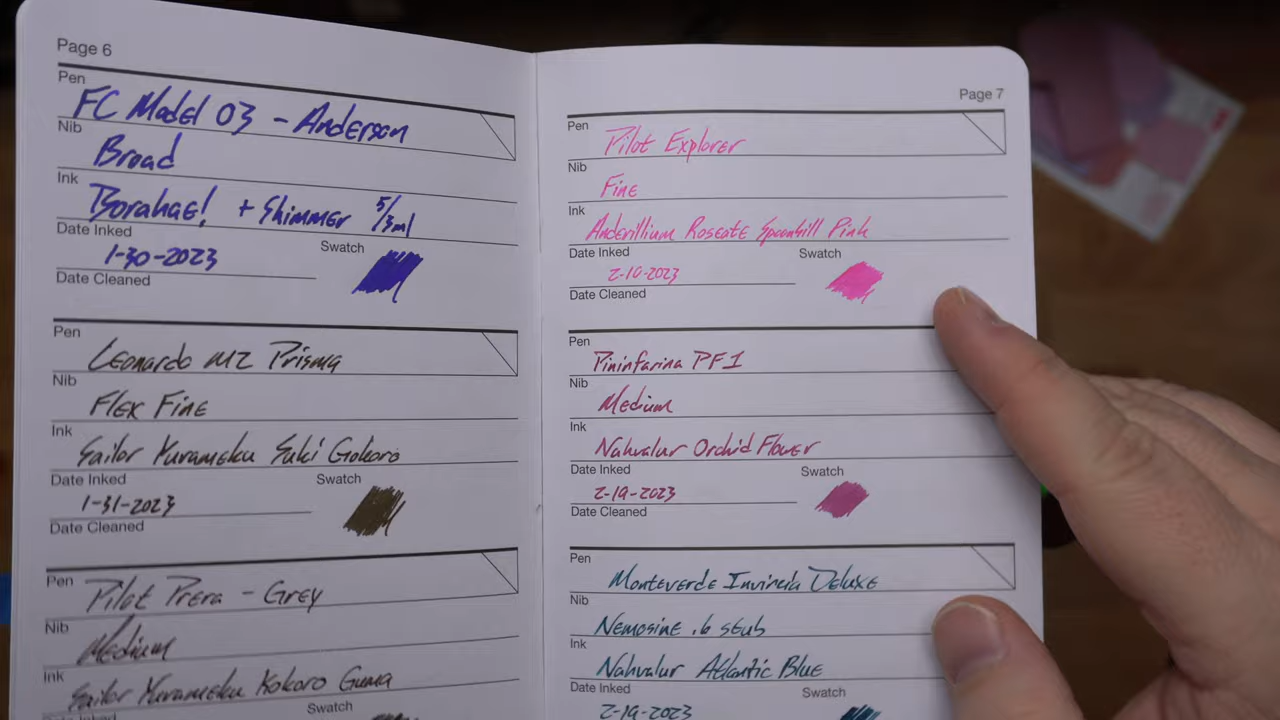 Page 6
Pen
FC Model 03 - Anderson
Nib
Broad
Ink
Borahae! + Shimmer 5/3ml
Date Inked
1-30-2023
Swatch
Date Cleaned
Pen
Leonardo MZ Prisma
Nib
Flex Fine
Ink
Sailor Yurameku Suki Gokoro
Date Inked
1-31-2023
Swatch
Date Cleaned
Pen
Pilot Prera - Grey
Nib
Medium
Ink
Sailor Yurameku Kokoro Guma
Date Inked
Swatch
Page 7
Pen
Pilot Explorer
Nib
Fine
Ink
Anderillium Roseate Spoonbill Pink
Date Inked
2-10-2023
Swatch
Date Cleaned
Pen
Pininfarina PF1
Nib
Medium
Ink
Nahvalur Orchid Flower
Date Inked
2-19-2023
Swatch
Date Cleaned
Pen
Monteverde Invincia Deluxe
Nib
Nemosine .6 stub
Ink
Nahvalur Atlantic Blue
Date Inked
2-19-2023
Swatch